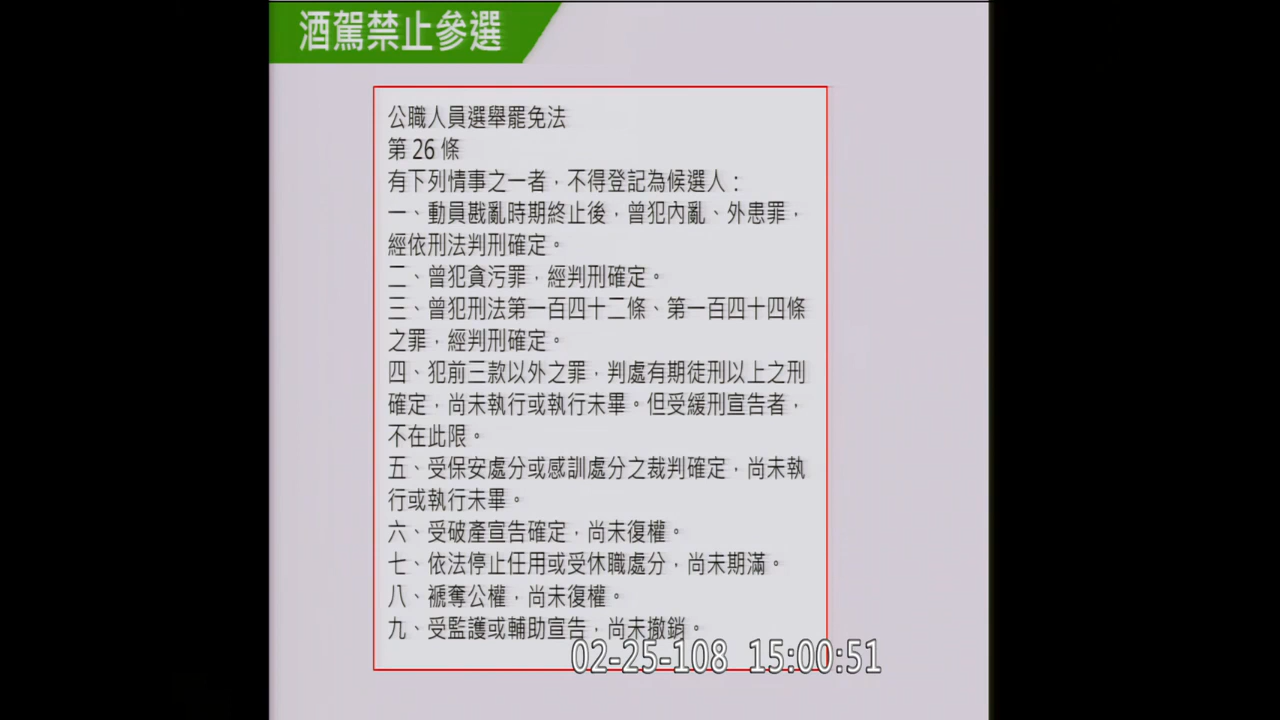 酒駕禁止參選
公職人員選舉罷免法
第 26 條
有下列情事之一者，不得登記為候選人：
一、動員戡亂時期終止後，曾犯內亂、外患罪，
經依刑法判刑確定。
二、曾犯貪污罪，經判刑確定。
三、曾犯刑法第一百四十二條、第一百四十四條
之罪，經判刑確定。
四、犯前三款以外之罪，判處有期徒刑以上之刑
確定，尚未執行或執行未畢。但受緩刑宣告者，
不在此限。
五、受保安處分或感訓處分之裁判確定，尚未執
行或執行未畢。
六、受破產宣告確定，尚未復權。
七、依法停止任用或受休職處分，尚未期滿。
八、褫奪公權，尚未復權。
九、受監護或輔助宣告，尚未撤銷。
02-25-108 15:00:51